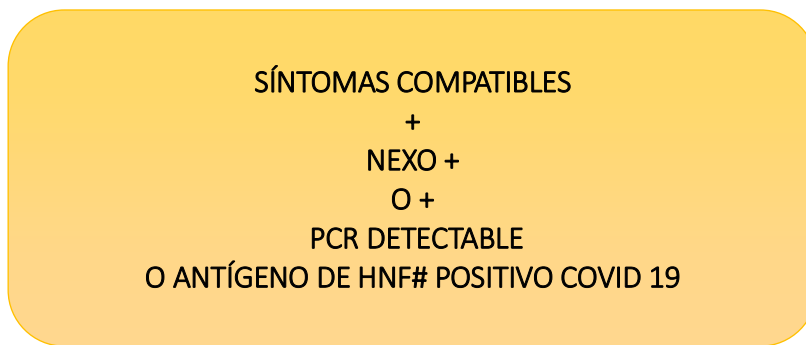 SÍNTOMAS COMPATIBLES
+
NEXO +
O +
PCR DETECTABLE
O ANTÍGENO DE HNF# POSITIVO COVID 19